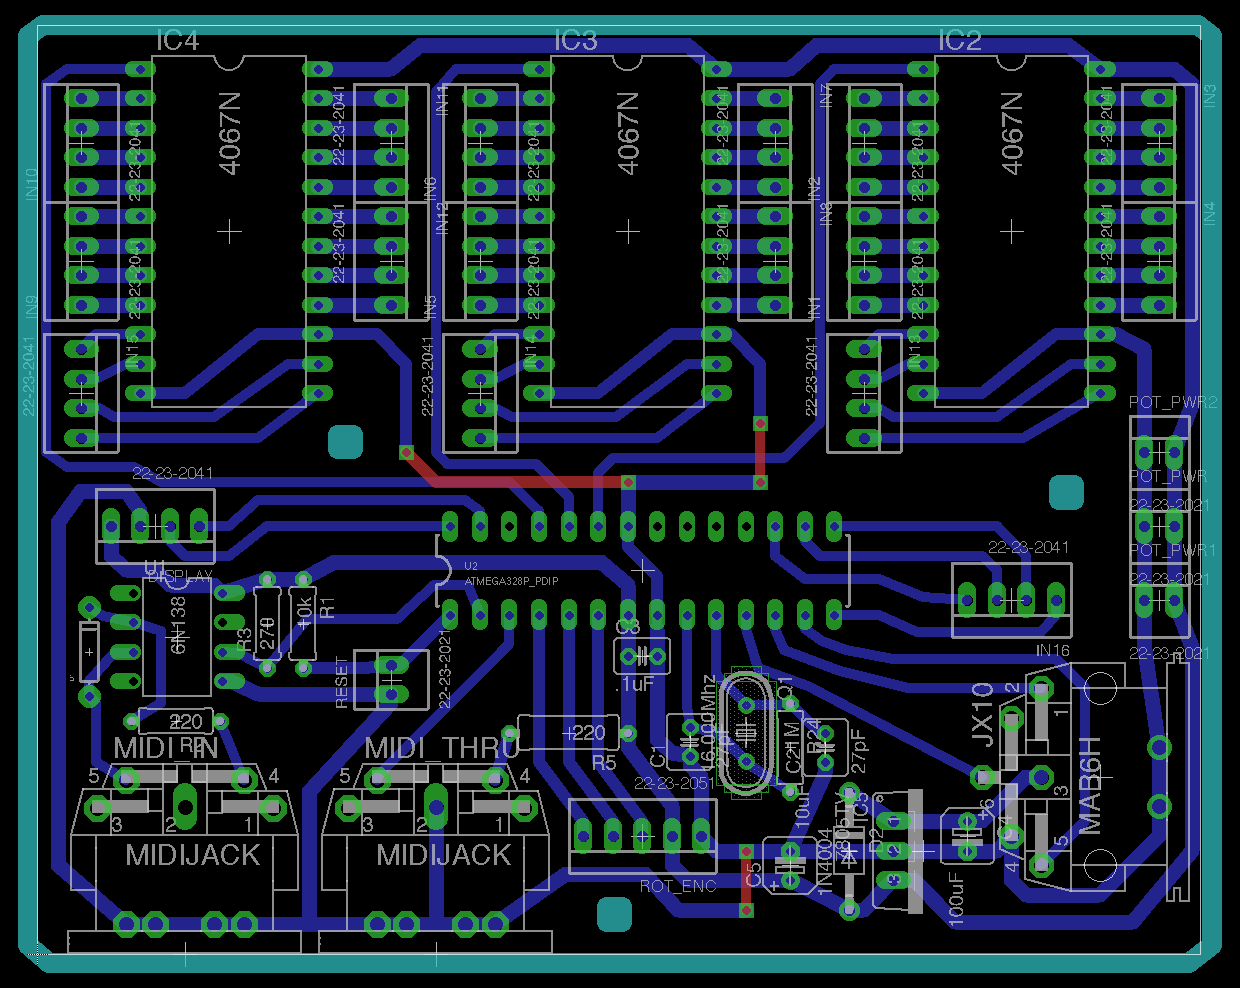 IC4
IC3
IC2
4067N
4067N
4067N
IN10
22-23-2041
22-23-2041
IN6
IN11
22-23-2041
22-23-2041
IN2
IN7
22-23-2041
22-23-2041
IN3
IN9
22-23-2041
22-23-2041
IN5
IN12
22-23-2041
22-23-2041
IN1
IN8
22-23-2041
22-23-2041
IN4
22-23-2041
IN15
22-23-2041
IN14
22-23-2041
IN13
POT_PWR2
22-23-2041
POT_PWR
22-23-2021
POT_PWR1
22-23-2021
22-23-2021
DISPLAY
U1
6N138
R3
270
10k
R1
U2
ATMEGA328P_PDIP
22-23-2041
IN16
RESET
22-23-2021
C3
.1uF
220
MIDI_IN
MIDI_THRU
220
R5
C1
27pF
16.000Mhz
Q1
C2
1M
R24
27pF
JX10
MAB6H
2
1
3
5
4
5
4
3
2
1
MIDIJACK
5
4
3
2
1
MIDIJACK
22-23-2051
ROT_ENC
10uF
C5
1N4004
7805TV
IC5
D2
1
2
3
100uF